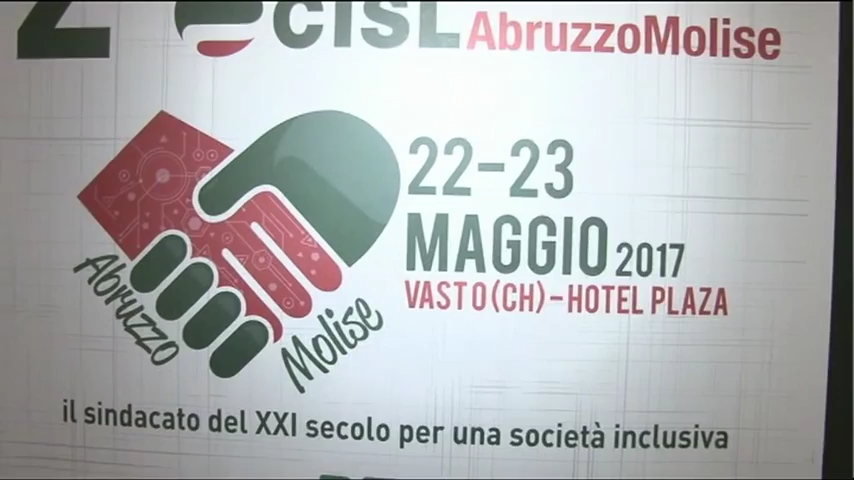 2
CISL AbruzzoMolise
22-23
MAGGIO 2017
VASTO(CH)-HOTEL PLAZA
Abruzzo
Molise
il sindacato del XXI secolo per una società inclusiva